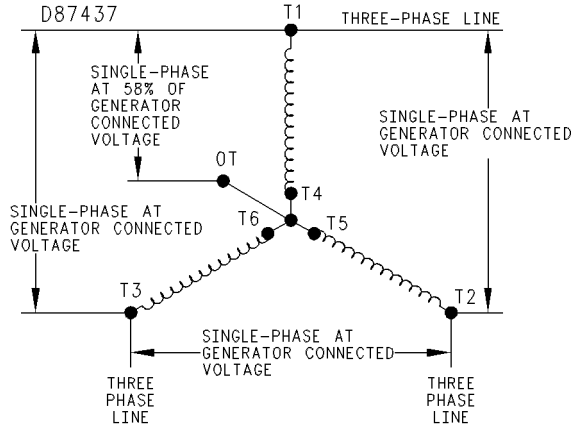 D87437
T1
THREE-PHASE LINE
SINGLE-PHASE
AT 58% OF
GENERATOR
CONNECTED
VOLTAGE
SINGLE-PHASE AT
GENERATOR CONNECTED
VOLTAGE
OT
T4
SINGLE-PHASE AT
GENERATOR CONNECTED
VOLTAGE
T6
T5
T3
T2
SINGLE-PHASE AT
GENERATOR CONNECTED
VOLTAGE
THREE
PHASE
LINE
THREE
PHASE
LINE